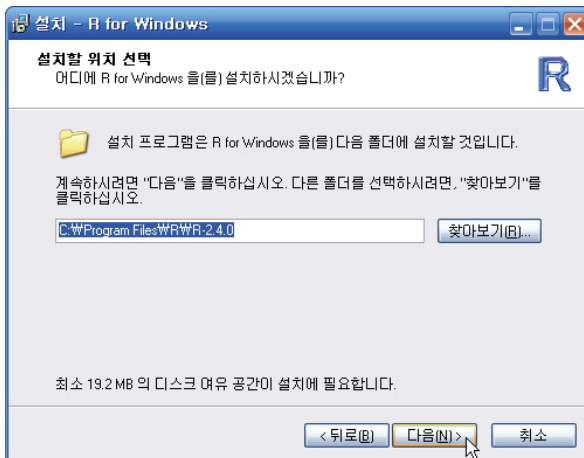 설치 - R for Windows
설치할 위치 선택
어디에 R for Windows 을(를) 설치하시겠습니까?
R
설치 프로그램은 R for Windows 을(를) 다음 폴더에 설치할 것입니다.
계속하시려면 "다음"을 클릭하십시오. 다른 폴더를 선택하시려면, "찾아보기"를
클릭하십시오.
C:₩Program Files₩R₩R-2.4.0
찾아보기(R)...
최소 19.2 MB 의 디스크 여유 공간이 설치에 필요합니다.
< 뒤로(B)
다음(N) >
취소